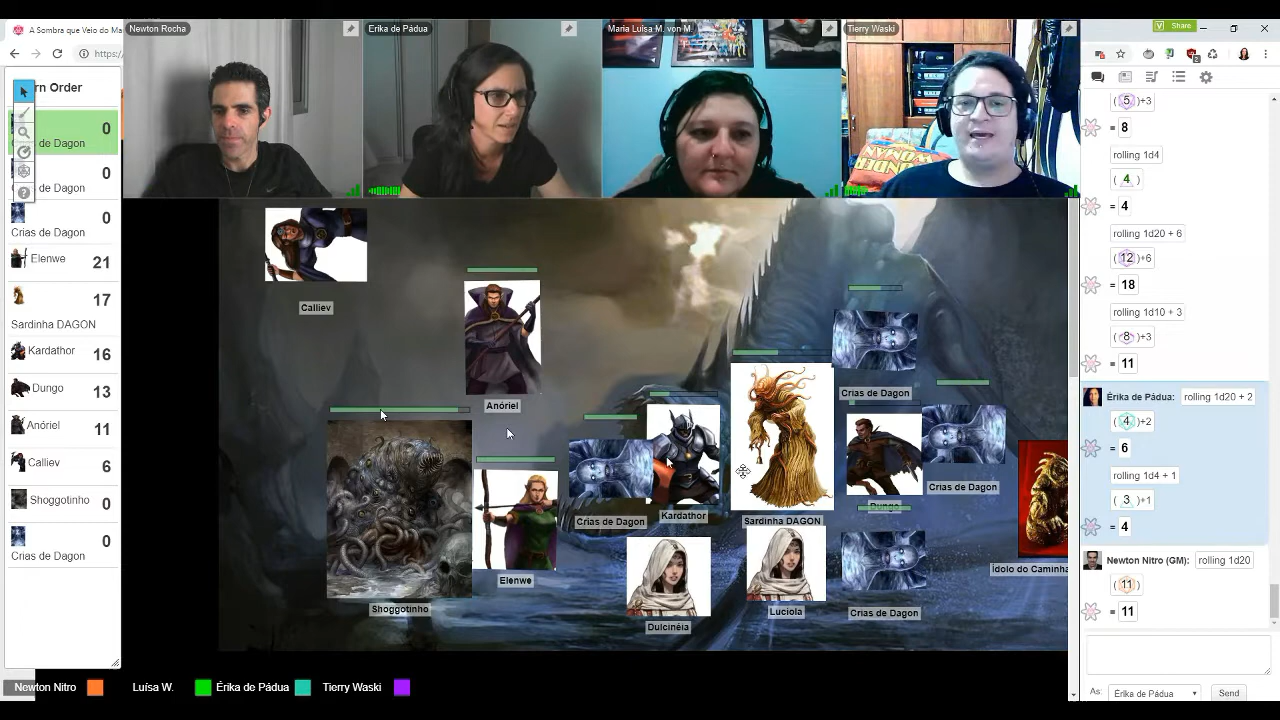 A Sombra que Veio do Ma
https:/
Share
Newton Rocha
Erika de Pádua
Maria Luisa M. von M.
Tierry Waski
rn Order
0
de Dagon
0
de Dagon
0
Crias de Dagon
Elenwe 21
17
Sardinha DAGON
Kardathor 16
Dungo 13
Anóriel 11
Calliev 6
Shoggotinho 0
0
Crias de Dagon
Calliev
Anóriel
Crias de Dagon
Crias de Dagon
Kardathor
Crias de Dagon
Sardinha DAGON
Ídolo do Caminha
Elenwe
Shoggotinho
Luciola
Crias de Dagon
Dulcinéia
WONDER
WOMAN
(5)+3
= 8
rolling 1d4
(4)
= 4
rolling 1d20 + 6
(12)+6
= 18
rolling 1d10 + 3
(8)+3
= 11
Érika de Pádua: rolling 1d20 + 2
(4)+2
= 6
rolling 1d4 + 1
(3)+1
= 4
Newton Nitro (GM): rolling 1d20
(11)
= 11
As: Érika de Pádua Send
Newton Nitro Luísa W. Érika de Pádua Tierry Waski